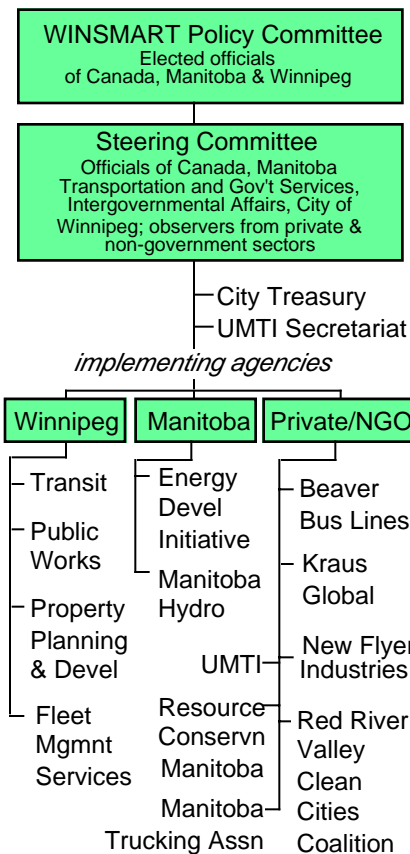 WINSMART Policy Committee
Elected officials
of Canada, Manitoba & Winnipeg
Steering Committee
Officials of Canada, Manitoba
Transportation and Gov't Services,
Intergovernmental Affairs, City of
Winnipeg; observers from private &
non-government sectors
City Treasury
UMTI Secretariat
implementing agencies
Winnipeg
Transit
Public
Works
Property
Planning
& Devel
Fleet
Mgmnt
Services
Manitoba
Energy
Devel
Initiative
Manitoba
Hydro
Private/NGO
Beaver
Bus Lines
Kraus
Global
New Flyer
Industries
Red River
Valley
Clean
Cities
Coalition
UMTI
Resource
Conservn
Manitoba
Manitoba
Trucking Assn